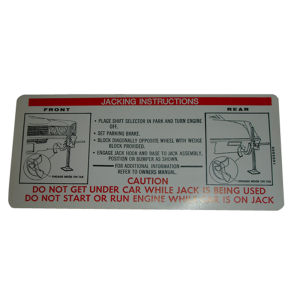 JACKING INSTRUCTIONS
FRONT
REAR
• PLACE SHIFT SELECTOR IN PARK AND TURN ENGINE
OFF.
• SET PARKING BRAKE.
• BLOCK DIAGONALLY OPPOSITE WHEEL WITH WEDGE
BLOCK PROVIDED.
• ENGAGE JACK HOOK AND BASE TO JACK ASSEMBLY.
POSITION ON BUMPER AS SHOWN.
• FOR ADDITIONAL INFORMATION
REFER TO OWNERS MANUAL.
CAUTION
DO NOT GET UNDER CAR WHILE JACK IS BEING USED
DO NOT START OR RUN ENGINE WHILE CAR IS ON JACK